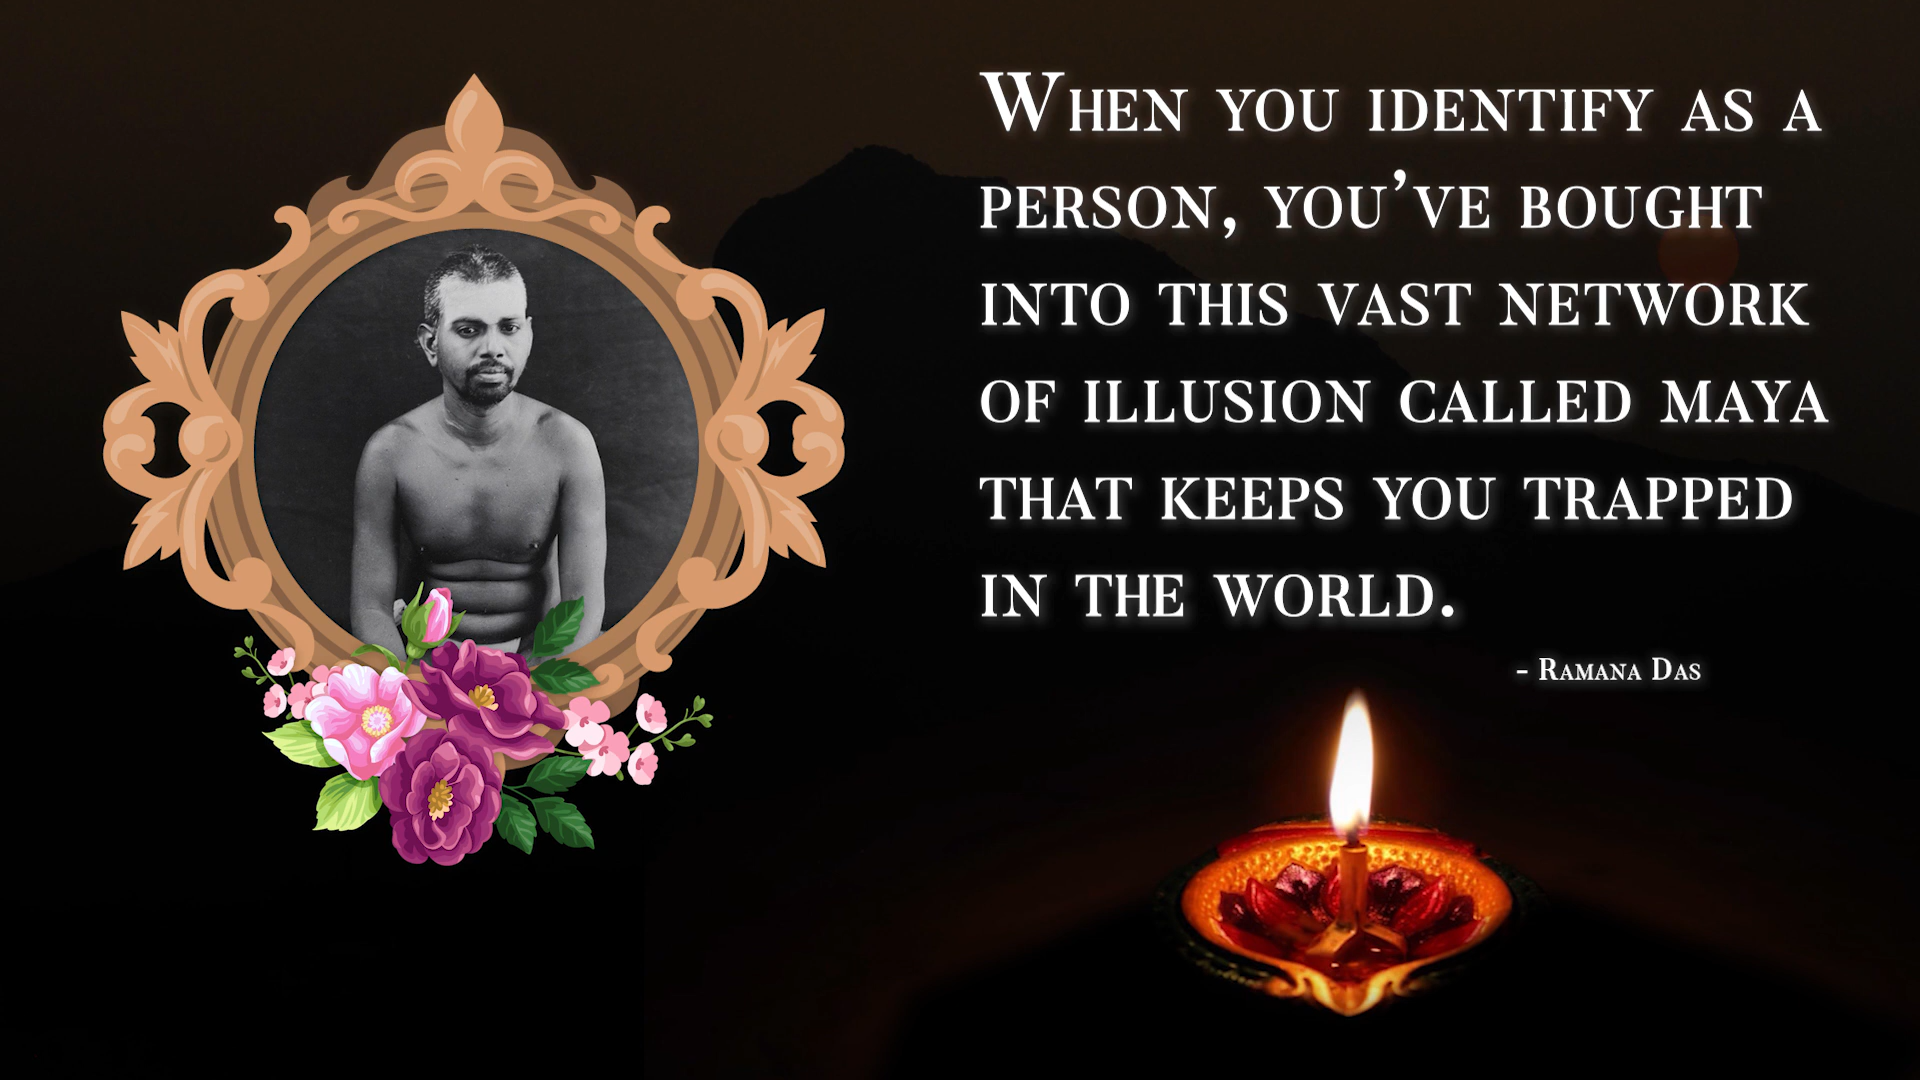 When you identify as a
person, you’ve bought
into this vast network
of illusion called maya
that keeps you trapped
in the world.
- Ramana Das